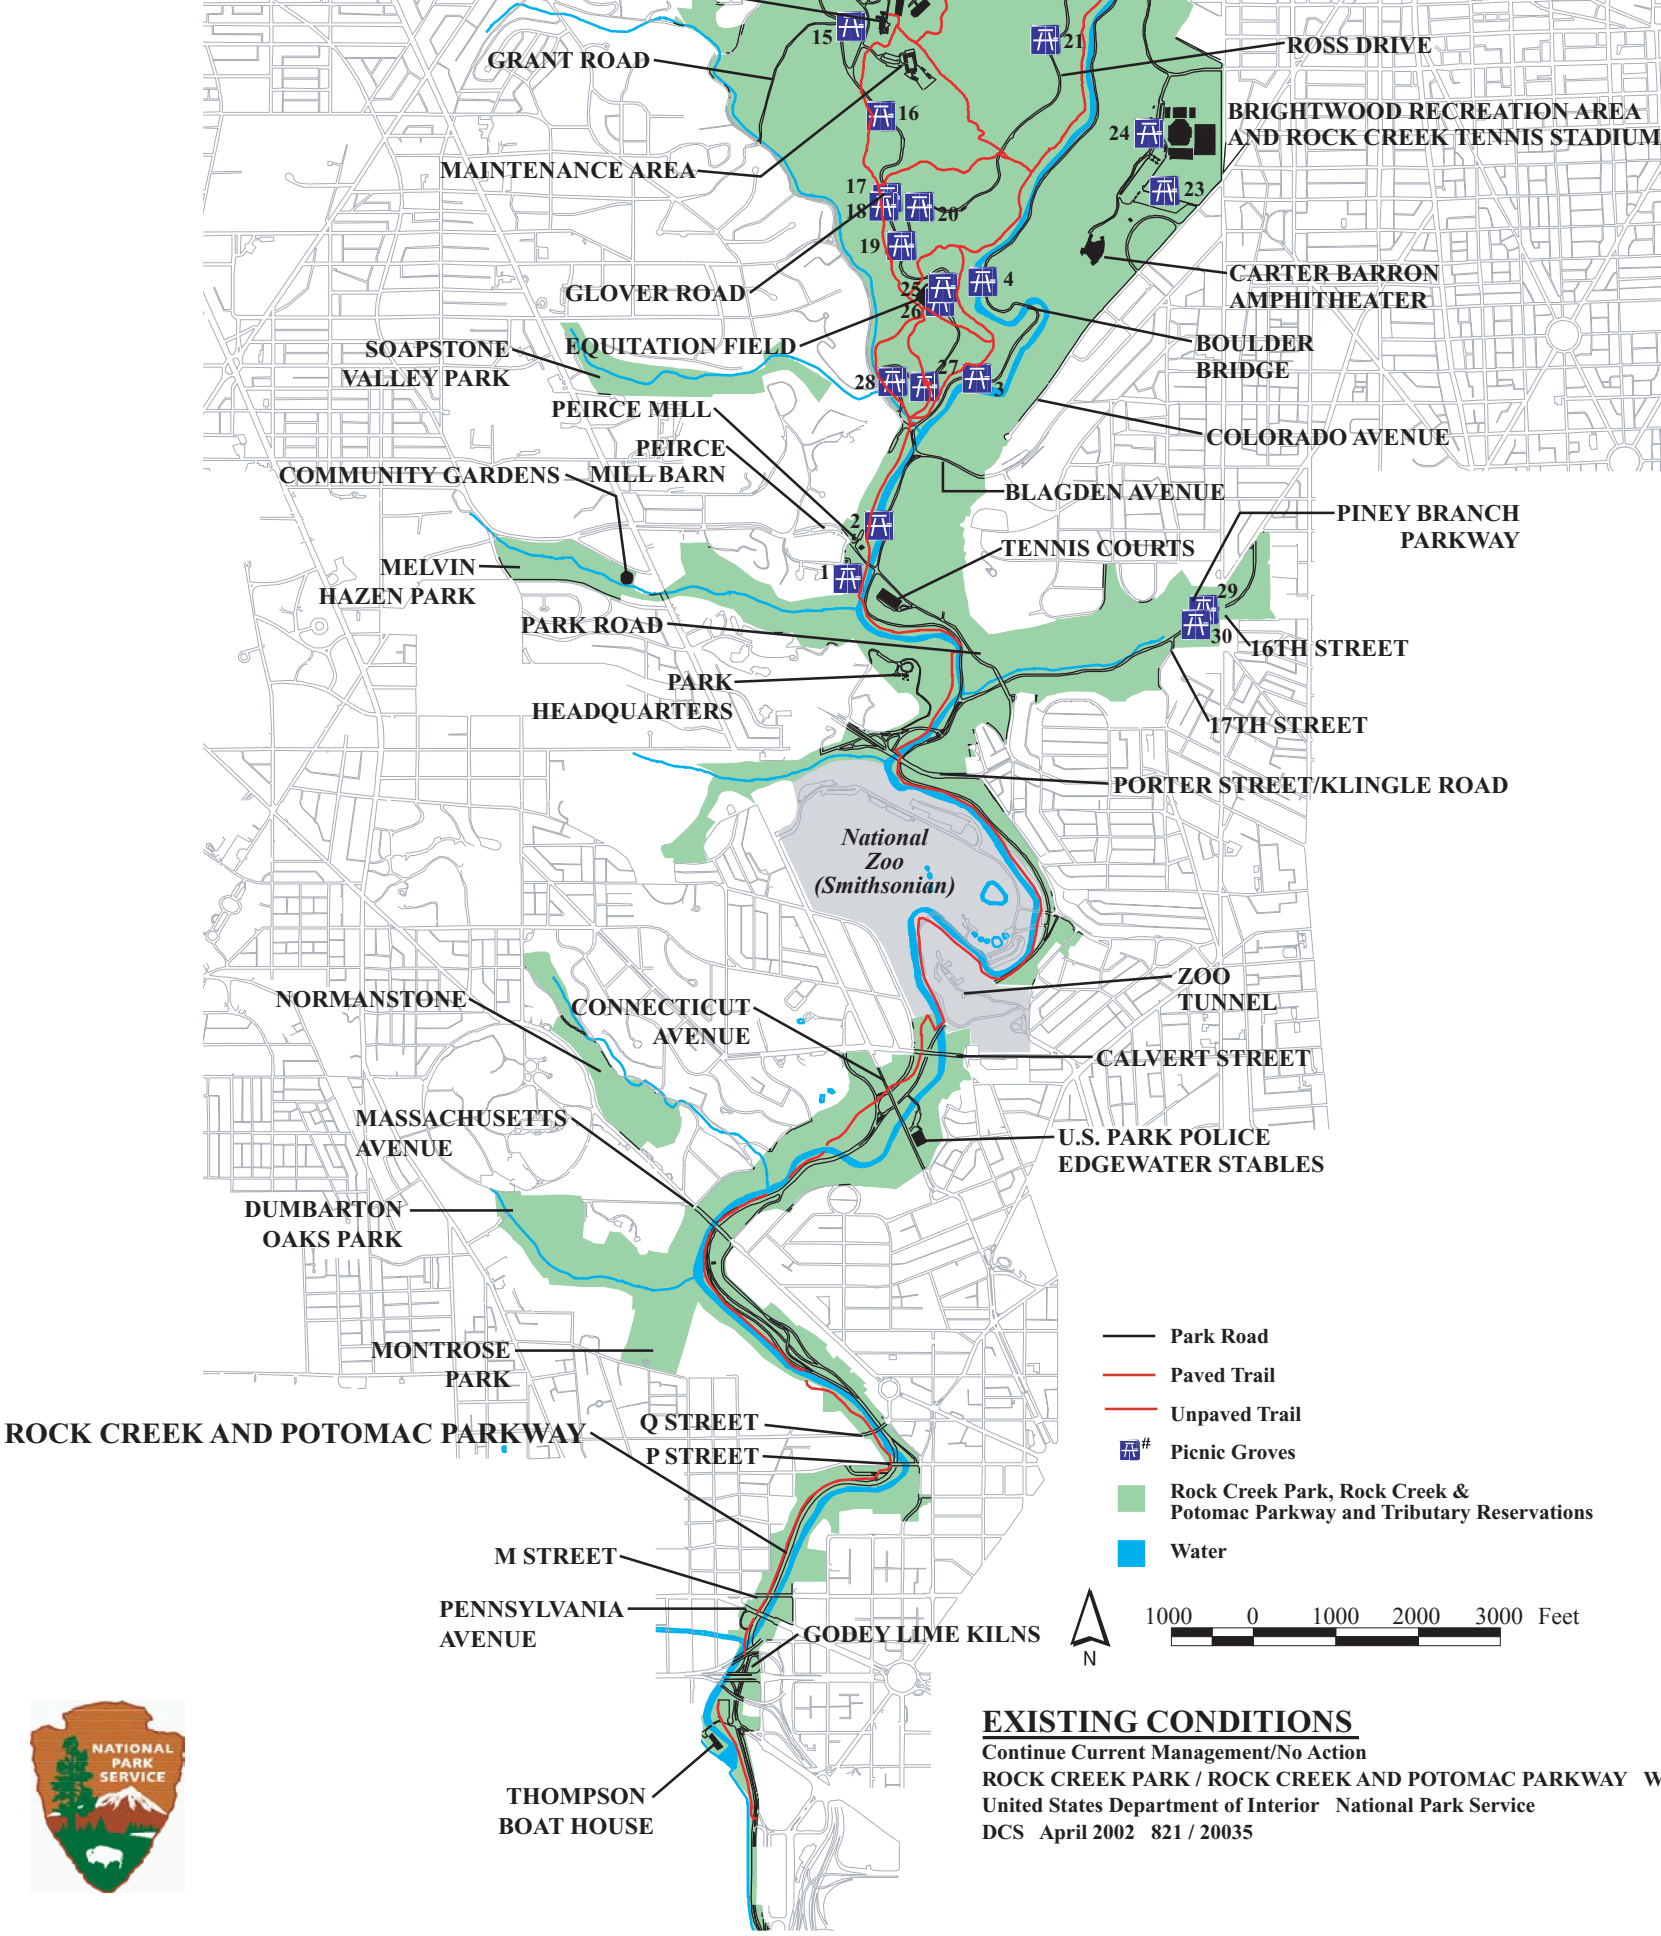 15
21
GRANT ROAD
ROSS DRIVE
16
BRIGHTWOOD RECREATION AREA
AND ROCK CREEK TENNIS STADIUM
24
MAINTENANCE AREA
17
18
20
23
19
GLOVER ROAD
25
26
4
CARTER BARRON
AMPHITHEATER
EQUITATION FIELD
SOAPSTONE
VALLEY PARK
BOULDER
BRIDGE
28
27
3
PEIRCE MILL
PEIRCE
MILL BARN
COLORADO AVENUE
COMMUNITY GARDENS
BLAGDEN AVENUE
2
PINEY BRANCH
PARKWAY
TENNIS COURTS
MELVIN
HAZEN PARK
1
29
30
PARK ROAD
16TH STREET
PARK
HEADQUARTERS
17TH STREET
PORTER STREET/KLINGLE ROAD
National
Zoo
(Smithsonian)
ZOO
TUNNEL
NORMANSTONE
CONNECTICUT
AVENUE
CALVERT STREET
MASSACHUSETTS
AVENUE
U.S. PARK POLICE
EDGEWATER STABLES
DUMBARTON
OAKS PARK
MONTROSE
PARK
Park Road
Paved Trail
Unpaved Trail
#
Picnic Groves
Rock Creek Park, Rock Creek &
Potomac Parkway and Tributary Reservations
Water
ROCK CREEK AND POTOMAC PARKWAY
Q STREET
P STREET
M STREET
PENNSYLVANIA
AVENUE
GODEY LIME KILNS
N
1000 0 1000 2000 3000 Feet
NATIONAL
PARK
SERVICE
THOMPSON
BOAT HOUSE
EXISTING CONDITIONS
Continue Current Management/No Action
ROCK CREEK PARK / ROCK CREEK AND POTOMAC PARKWAY W
United States Department of Interior National Park Service
DCS April 2002 821 / 20035